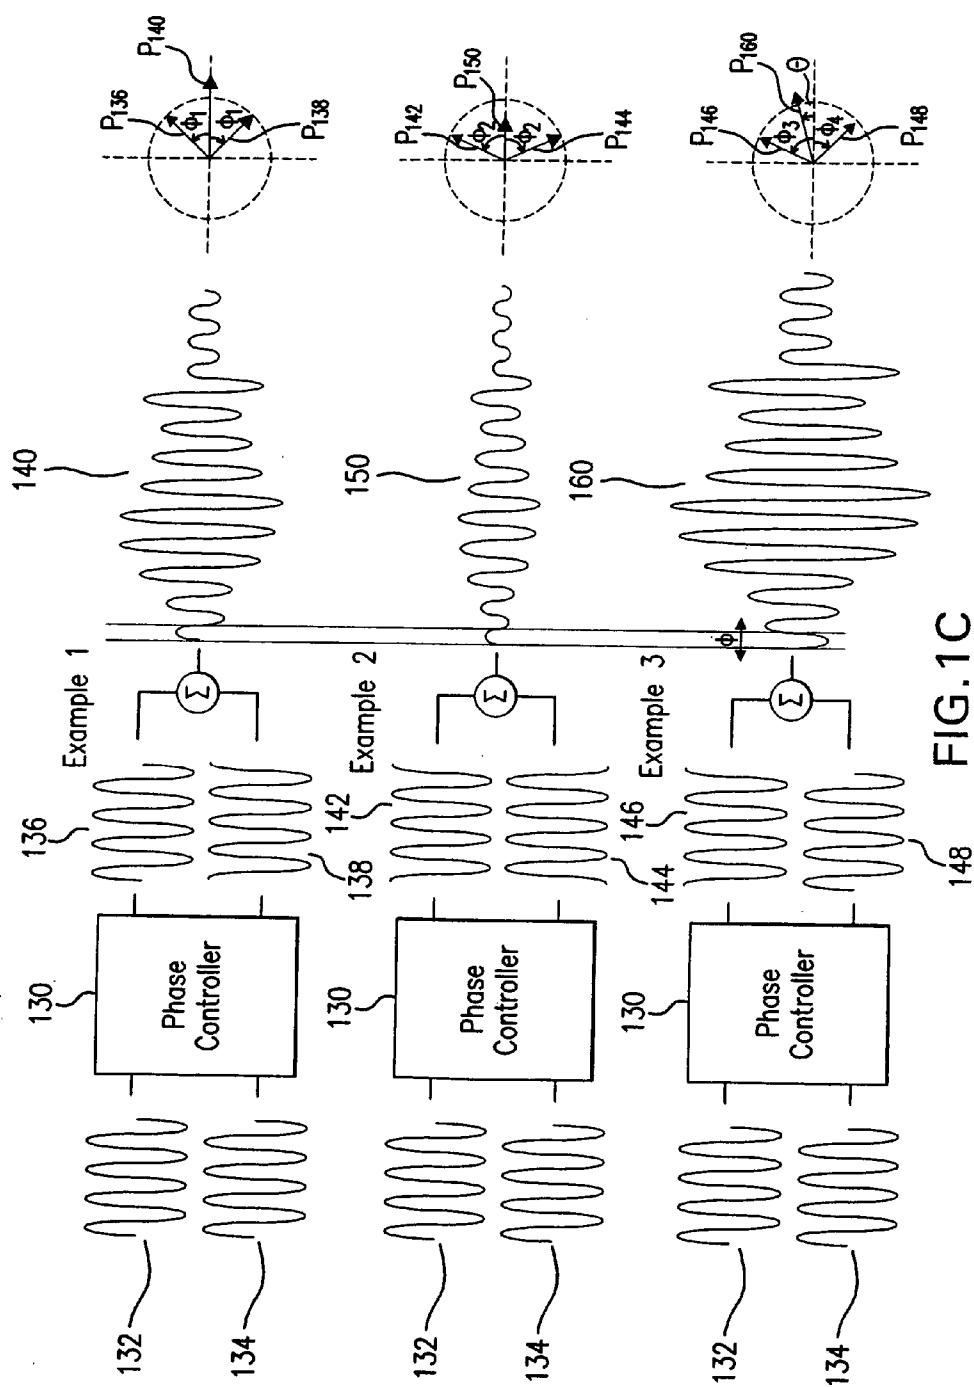 Example 1
132
134
130
Phase
Controller
136
138
Σ
140
P136
P140
P138
ϕ1
ϕ1
Example 2
132
134
130
Phase
Controller
142
144
Σ
150
P142
P150
P144
ϕ2
ϕ2
Example 3
132
134
130
Phase
Controller
146
148
Σ
ϕ
160
P146
P160
P148
ϕ3
ϕ4
Θ
FIG.1C